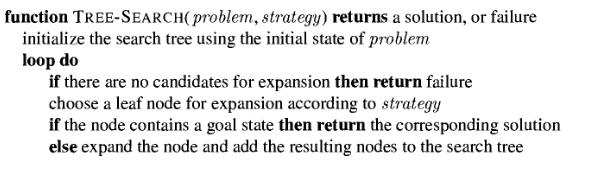 function TREE-SEARCH( problem, strategy) returns a solution, or failure
initialize the search tree using the initial state of problem
loop do
if there are no candidates for expansion then return failure
choose a leaf node for expansion according to strategy
if the node contains a goal state then return the corresponding solution
else expand the node and add the resulting nodes to the search tree